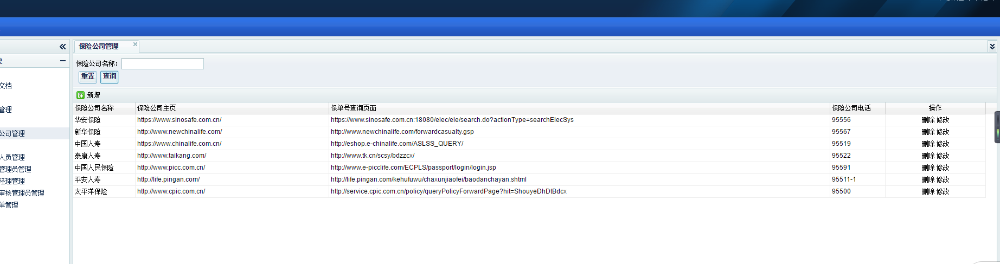 保险公司管理
保险公司名称：
重置 查询
文档
新增
管理
保险公司名称 保险公司主页 保单号查询页面 保险公司电话 操作
华安保险 https://www.sinosafe.com.cn/ https://www.sinosafe.com.cn:18080/elec/ele/search.do?actionType=searchElecSys 95556 删除 修改
公司管理
新华保险 http://www.newchinalife.com/ http://www.newchinalife.com/forwardcasualty.gsp 95567 删除 修改
中国人寿 https://www.chinalife.com.cn/ http://eshop.e-chinalife.com/ASLSS_QUERY/ 95519 删除 修改
人员管理
泰康人寿 http://www.taikang.com/ http://www.tk.cn/scsy/bdzzcx/ 95522 删除 修改
管理员管理
中国人民保险 http://www.picc.com.cn/ http://www.e-picclife.com/ECPLS/passport/login/login.jsp 95591 删除 修改
经理管理
平安人寿 http://life.pingan.com/ http://life.pingan.com/kehufuwu/chaxunjiaofei/baodanchayan.shtml 95511-1 删除 修改
审核管理员管理
太平洋保险 http://www.cpic.com.cn/ http://service.cpic.com.cn/policy/queryPolicyForwardPage?hit=ShouyeDhDtBdcx 95500 删除 修改
单管理